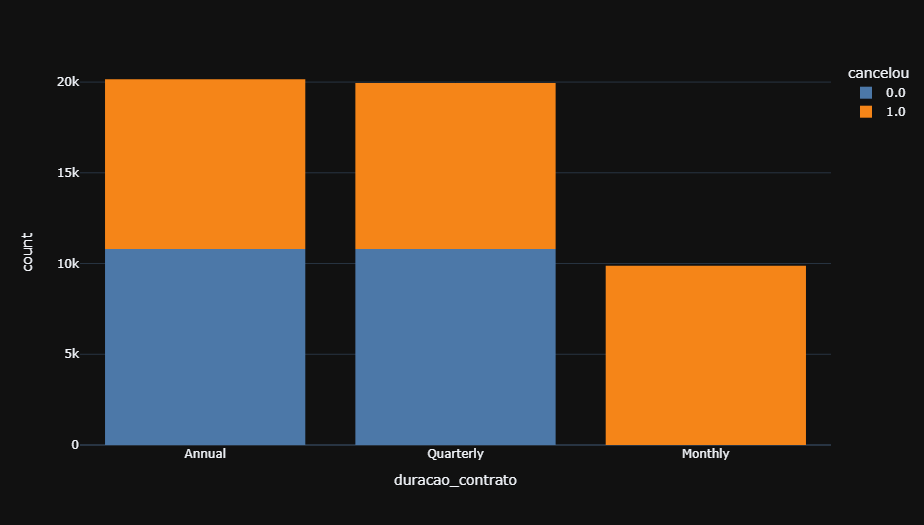 cancelou
0.0
1.0
20k
15k
10k
5k
0
count
Annual
Quarterly
Monthly
duracao_contrato